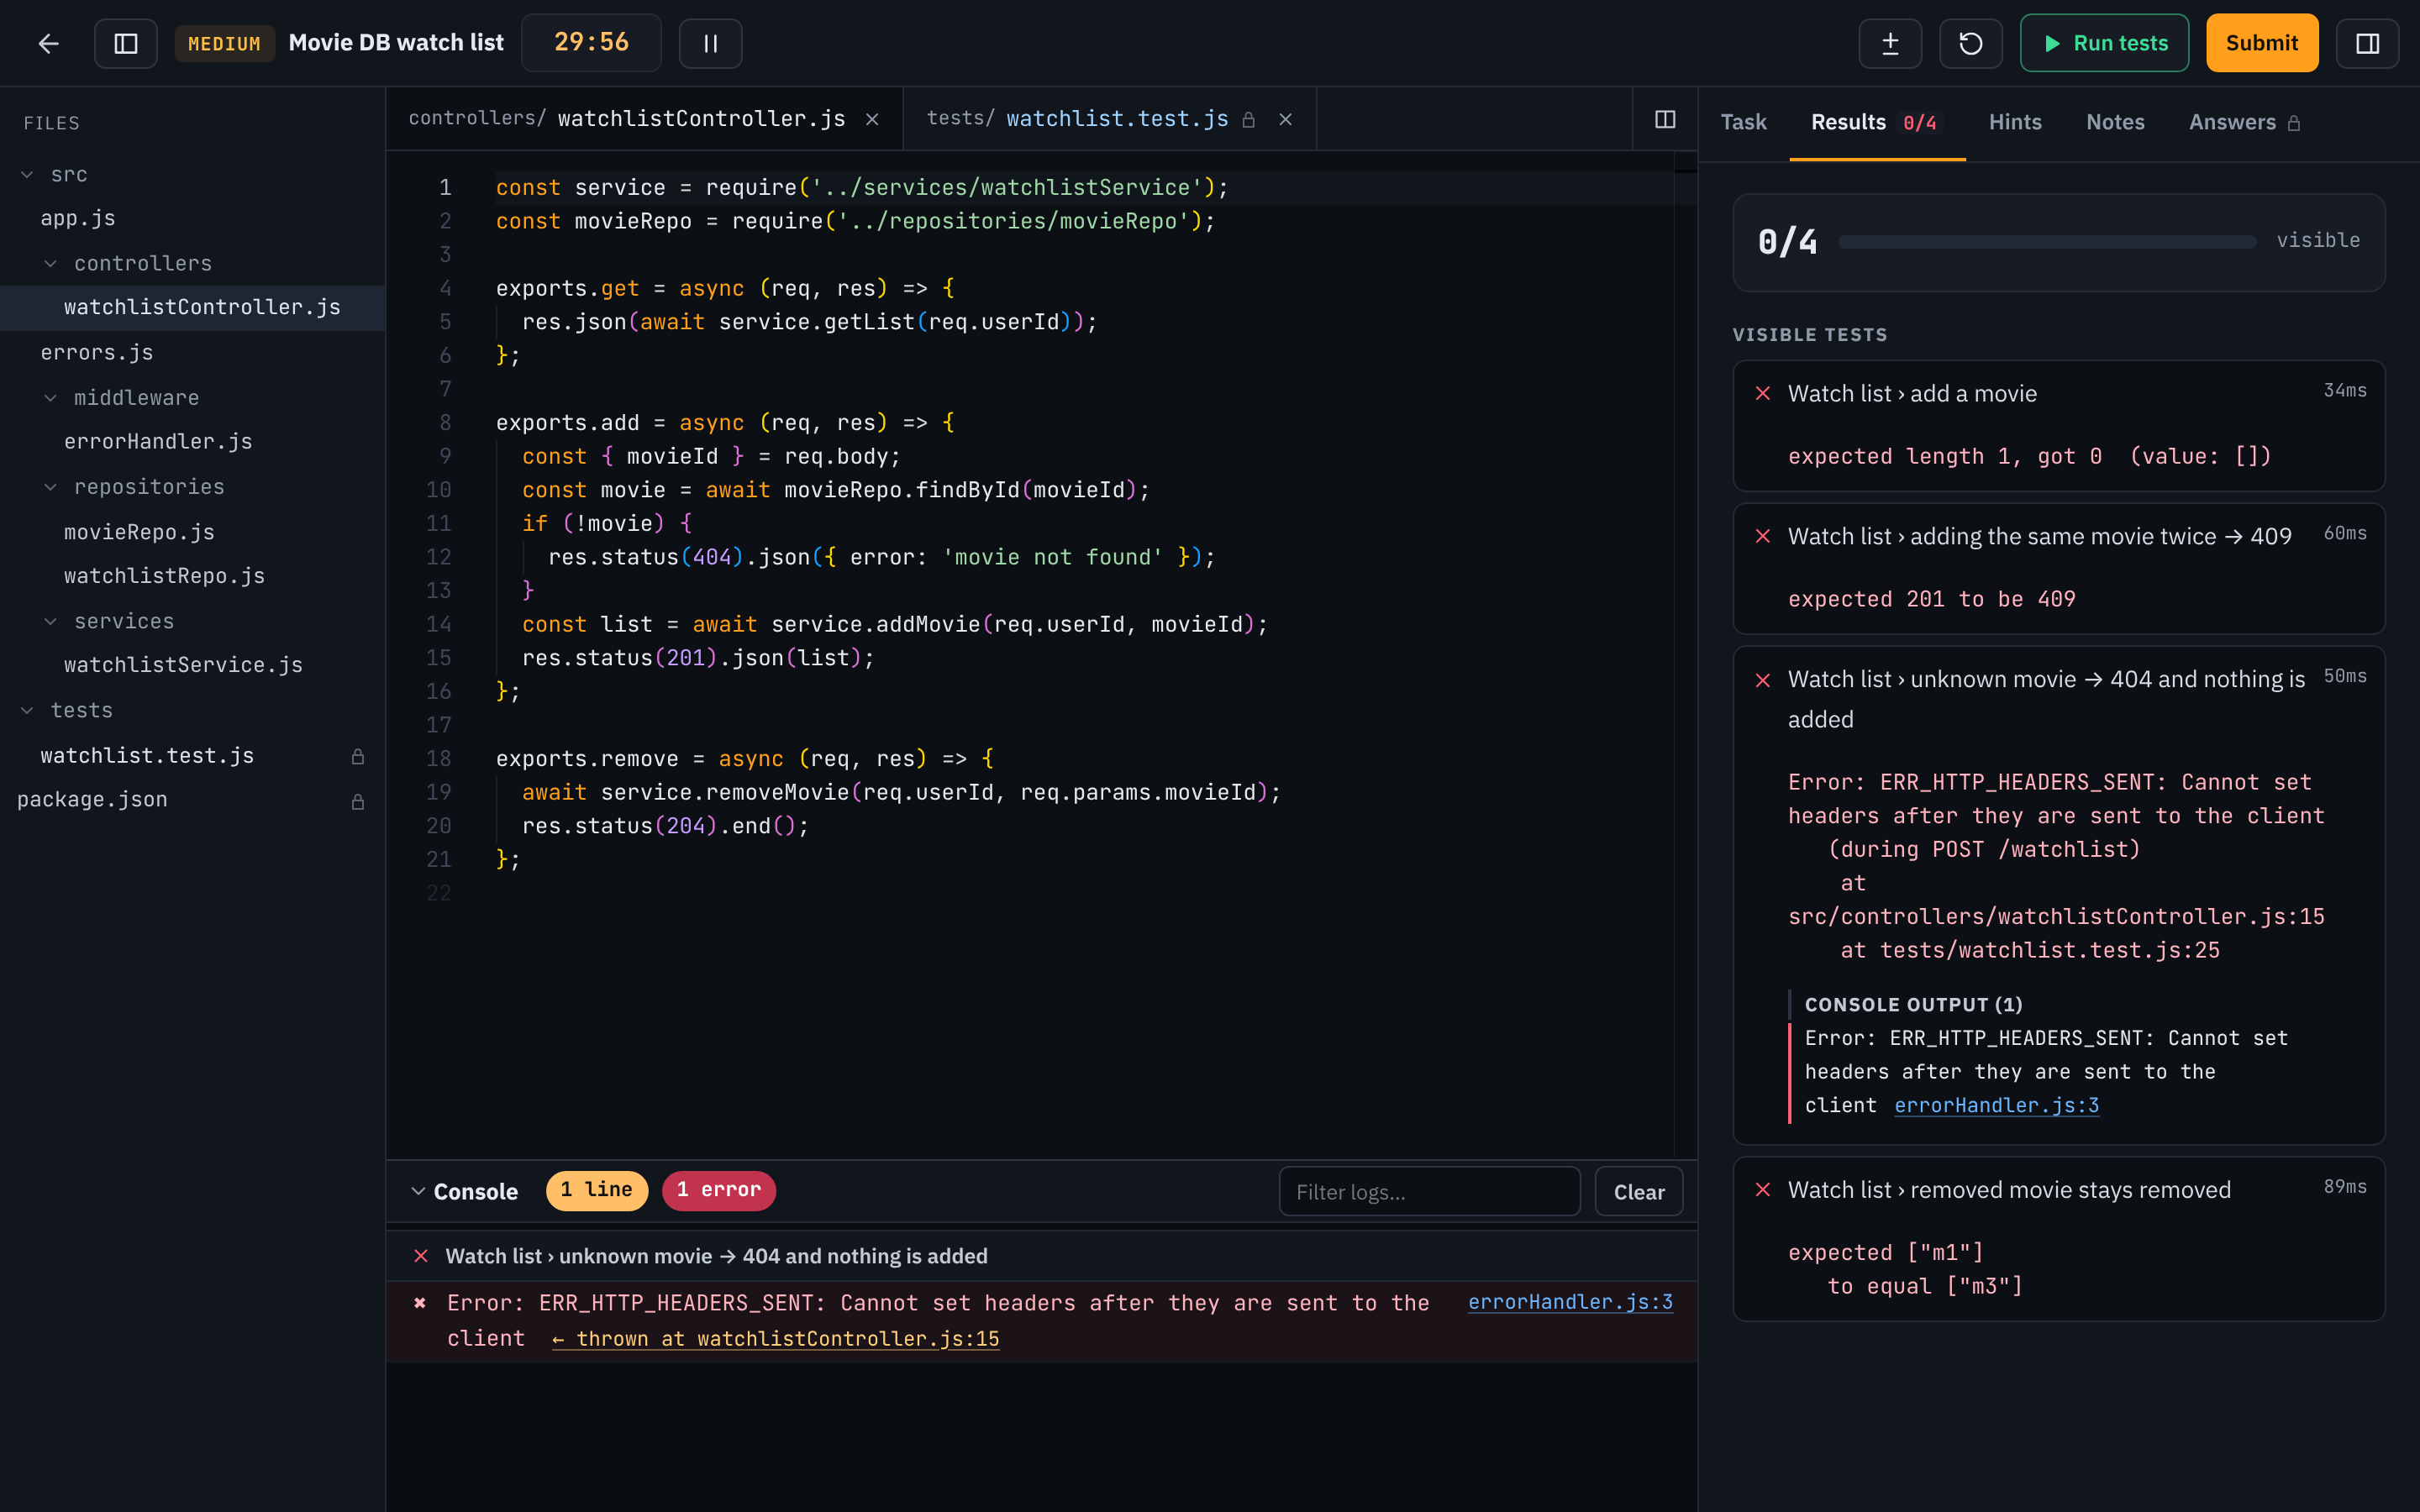 MEDIUM Movie DB watch list 29:56 Run tests Submit
FILES
src
app.js
controllers
watchlistController.js
errors.js
middleware
errorHandler.js
repositories
movieRepo.js
watchlistRepo.js
services
watchlistService.js
tests
watchlist.test.js
package.json
controllers/ watchlistController.js tests/ watchlist.test.js
1 const service = require('../services/watchlistService');
2 const movieRepo = require('../repositories/movieRepo');
3
4 exports.get = async (req, res) => {
5   res.json(await service.getList(req.userId));
6 };
7
8 exports.add = async (req, res) => {
9   const { movieId } = req.body;
10   const movie = await movieRepo.findById(movieId);
11   if (!movie) {
12     res.status(404).json({ error: 'movie not found' });
13   }
14   const list = await service.addMovie(req.userId, movieId);
15   res.status(201).json(list);
16 };
17
18 exports.remove = async (req, res) => {
19   await service.removeMovie(req.userId, req.params.movieId);
20   res.status(204).end();
21 };
22
Console 1 line 1 error Filter logs... Clear
Watch list › unknown movie → 404 and nothing is added
✖ Error: ERR_HTTP_HEADERS_SENT: Cannot set headers after they are sent to the errorHandler.js:3
client ← thrown at watchlistController.js:15
Task Results 0/4 Hints Notes Answers
0/4 visible
VISIBLE TESTS
Watch list › add a movie 34ms
expected length 1, got 0  (value: [])
Watch list › adding the same movie twice → 409 60ms
expected 201 to be 409
Watch list › unknown movie → 404 and nothing is 50ms
added
Error: ERR_HTTP_HEADERS_SENT: Cannot set
headers after they are sent to the client
(during POST /watchlist)
at
src/controllers/watchlistController.js:15
at tests/watchlist.test.js:25
CONSOLE OUTPUT (1)
Error: ERR_HTTP_HEADERS_SENT: Cannot set
headers after they are sent to the
client errorHandler.js:3
Watch list › removed movie stays removed 89ms
expected ["m1"]
to equal ["m3"]